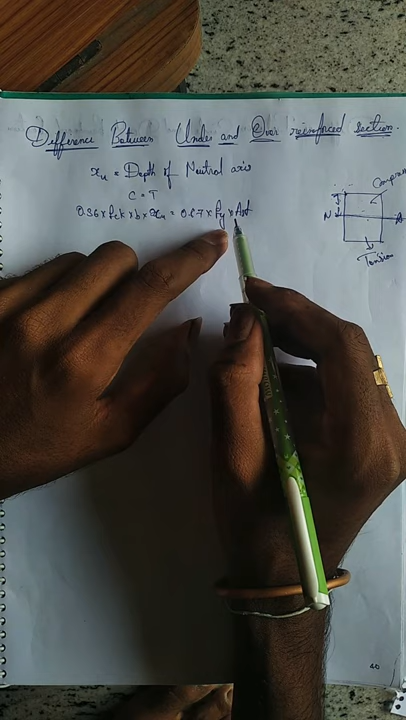 Difference Between Under and Over reinforced section.
xu = Depth of Neutral axis
C = T
0.36 × fck × b × xu = 0.87 × fy × Ast
N
Tension
40